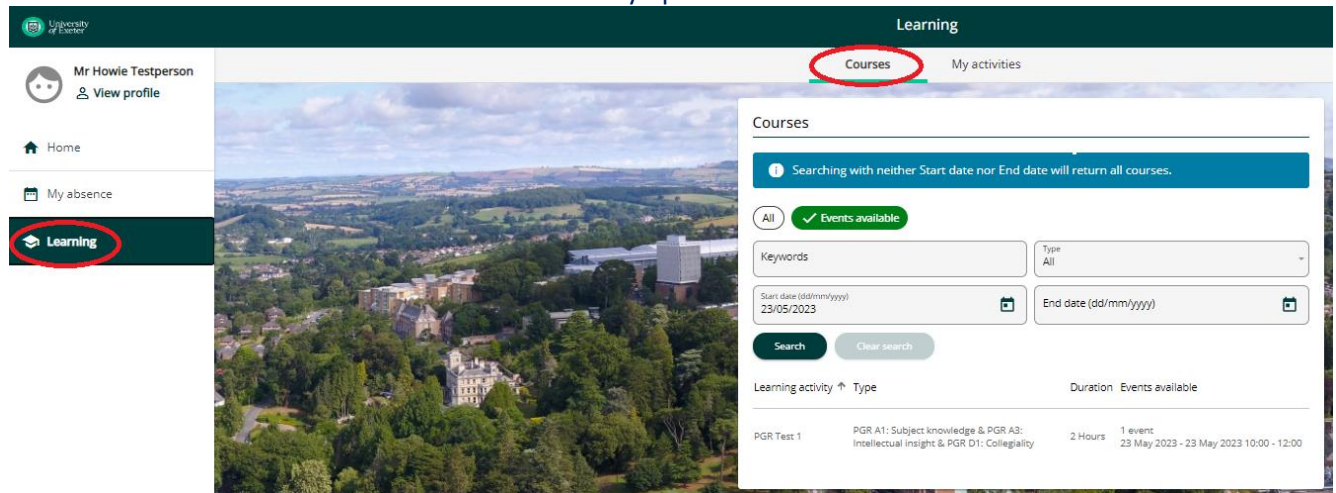 University
of Exeter
Learning
Mr Howie Testperson
View profile
Courses
My activities
Home
My absence
Learning
Courses
Searching with neither Start date nor End date will return all courses.
All
Events available
Keywords
Type
All
Start date (dd/mm/yyyy)
23/05/2023
End date (dd/mm/yyyy)
Search
Clear search
Learning activity Type Duration Events available
PGR Test 1
PGR A1: Subject knowledge & PGR A3:
Intellectual insight & PGR D1: Collegiality
2 Hours
1 event
23 May 2023 - 23 May 2023 10:00 - 12:00